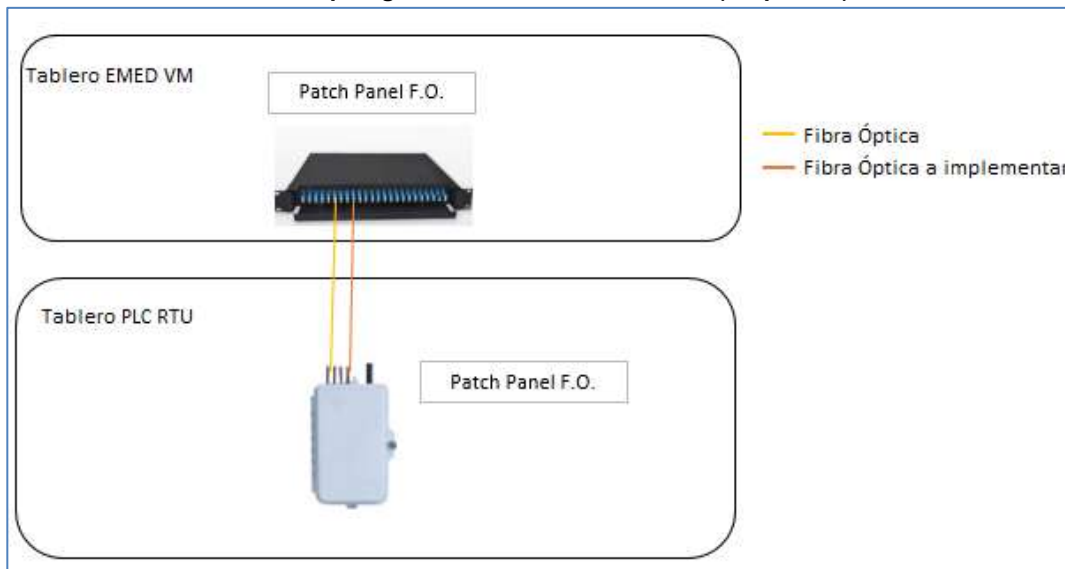 Tablero EMED VM
Patch Panel F.O.
Fibra Óptica
Fibra Óptica a implementar
Tablero PLC RTU
Patch Panel F.O.